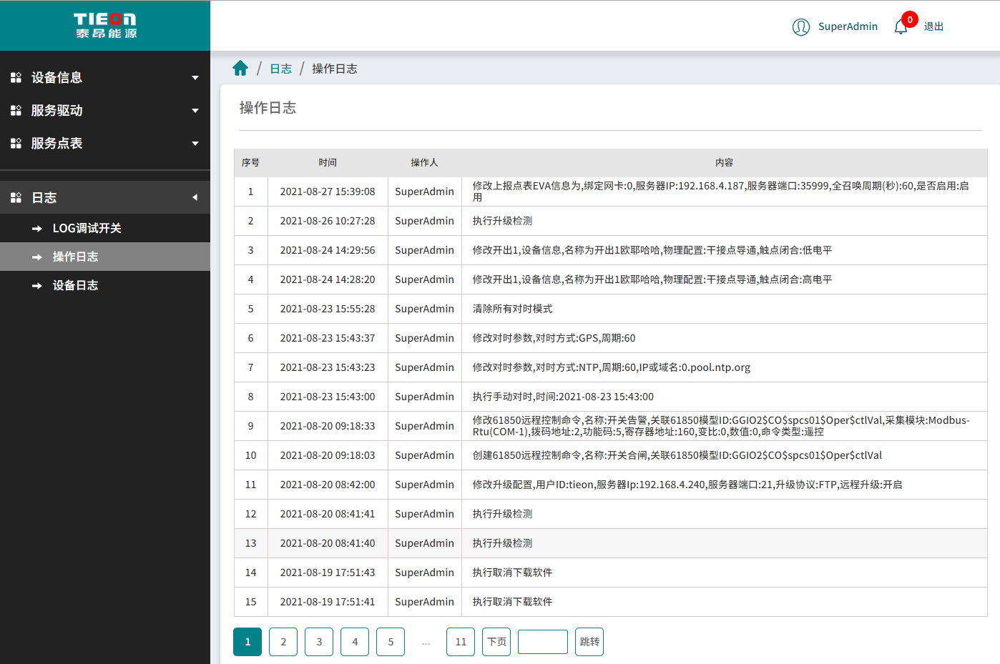 TIEON
泰昂能源
SuperAdmin
0
退出
设备信息
服务驱动
服务点表
日志
LOG调试开关
操作日志
设备日志
/ 日志 / 操作日志
操作日志
序号 时间 操作人 内容
1 2021-08-27 15:39:08 SuperAdmin 修改上报点表EVA信息为,绑定网卡:0,服务器IP:192.168.4.187,服务器端口:35999,全召唤周期(秒):60,是否启用:启
用
2 2021-08-26 10:27:28 SuperAdmin 执行升级检测
3 2021-08-24 14:29:56 SuperAdmin 修改开出1,设备信息,名称为开出1欧耶哈哈,物理配置:干接点导通,触点闭合:低电平
4 2021-08-24 14:28:20 SuperAdmin 修改开出1,设备信息,名称为开出1欧耶哈哈,物理配置:干接点导通,触点闭合:高电平
5 2021-08-23 15:55:28 SuperAdmin 清除所有对时模式
6 2021-08-23 15:43:37 SuperAdmin 修改对时参数,对时方式:GPS,周期:60
7 2021-08-23 15:43:23 SuperAdmin 修改对时参数,对时方式:NTP,周期:60,IP或域名:0.pool.ntp.org
8 2021-08-23 15:43:00 SuperAdmin 执行手动对时,时间:2021-08-23 15:43:00
9 2021-08-20 09:18:33 SuperAdmin 修改61850远程控制命令,名称:开关告警,关联61850模型ID:GGIO2$CO$spcs01$Oper$ctlVal,采集模块:Modbus-
Rtu(COM-1),拨码地址:2,功能码:5,寄存器地址:160,变比:0,数值:0,命令类型:遥控
10 2021-08-20 09:18:03 SuperAdmin 创建61850远程控制命令,名称:开关合闸,关联61850模型ID:GGIO2$CO$spcs01$Oper$ctlVal
11 2021-08-20 08:42:00 SuperAdmin 修改升级配置,用户ID:tieon,服务器Ip:192.168.4.240,服务器端口:21,升级协议:FTP,远程升级:开启
12 2021-08-20 08:41:41 SuperAdmin 执行升级检测
13 2021-08-20 08:41:40 SuperAdmin 执行升级检测
14 2021-08-19 17:51:43 SuperAdmin 执行取消下载软件
15 2021-08-19 17:51:41 SuperAdmin 执行取消下载软件
1 2 3 4 5 ... 11 下页 跳转